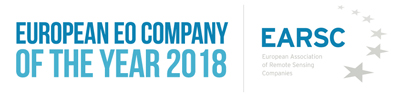 EUROPEAN EO COMPANY
OF THE YEAR 2018
EARSC
European Association
of Remote Sensing
Companies